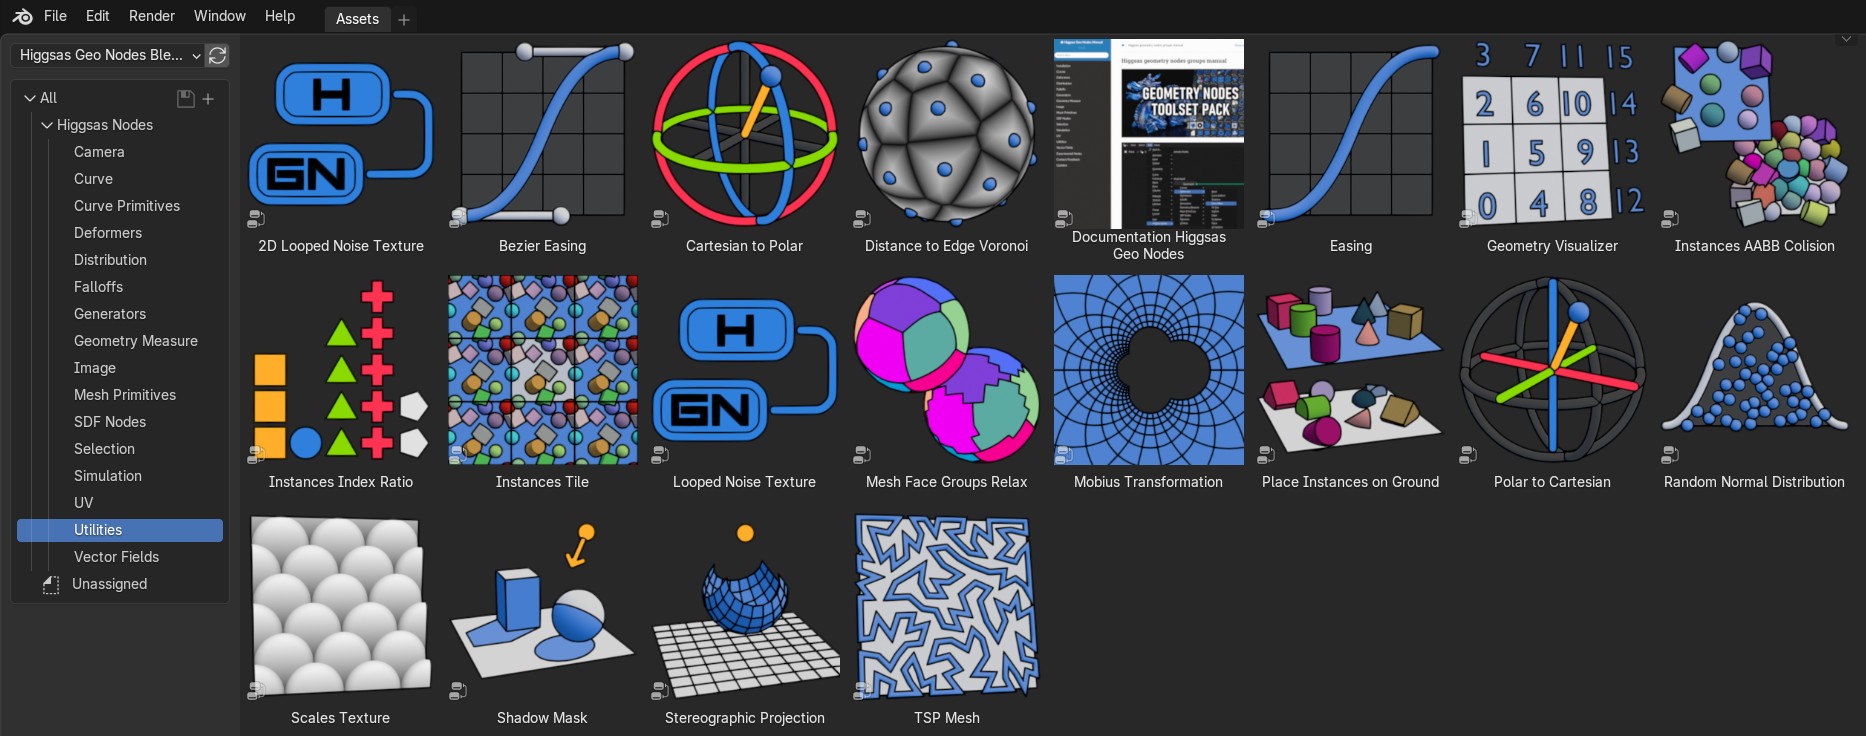 File Edit Render Window Help Assets
Higgsas Geo Nodes Ble...
All
Higgsas Nodes
Camera
Curve
Curve Primitives
Deformers
Distribution
Falloffs
Generators
Geometry Measure
Image
Mesh Primitives
SDF Nodes
Selection
Simulation
UV
Utilities
Vector Fields
Unassigned
H
GN
2D Looped Noise Texture
Bezier Easing
Cartesian to Polar
Distance to Edge Voronoi
Higgsas geometry nodes groups manual
GEOMETRY NODES
TOOLSET PACK
Documentation Higgsas
Geo Nodes
Easing
3 7 11 15
2 6 10 14
1 5 9 13
0 4 8 12
Geometry Visualizer
Instances AABB Colision
Instances Index Ratio
Instances Tile
H
GN
Looped Noise Texture
Mesh Face Groups Relax
Mobius Transformation
Place Instances on Ground
Polar to Cartesian
Random Normal Distribution
Scales Texture
Shadow Mask
Stereographic Projection
TSP Mesh